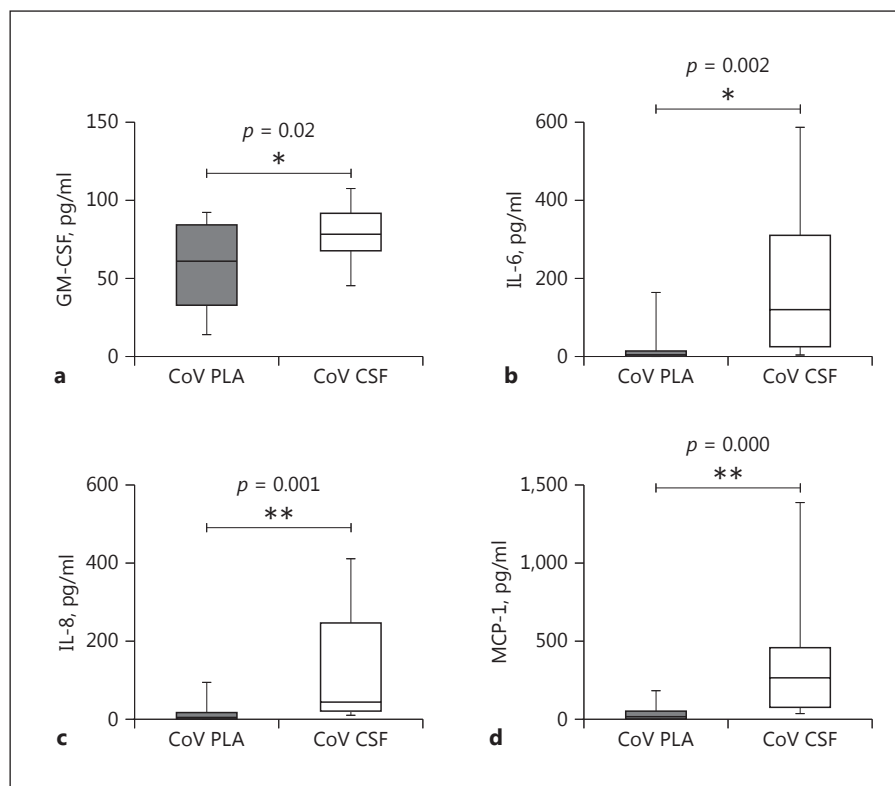 p = 0.02
*
GM-CSF, pg/ml
150
100
50
0
CoV PLA
CoV CSF
a
p = 0.002
*
IL-6, pg/ml
600
400
200
0
CoV PLA
CoV CSF
b
p = 0.001
**
IL-8, pg/ml
600
400
200
0
CoV PLA
CoV CSF
c
p = 0.000
**
MCP-1, pg/ml
1,500
1,000
500
0
CoV PLA
CoV CSF
d